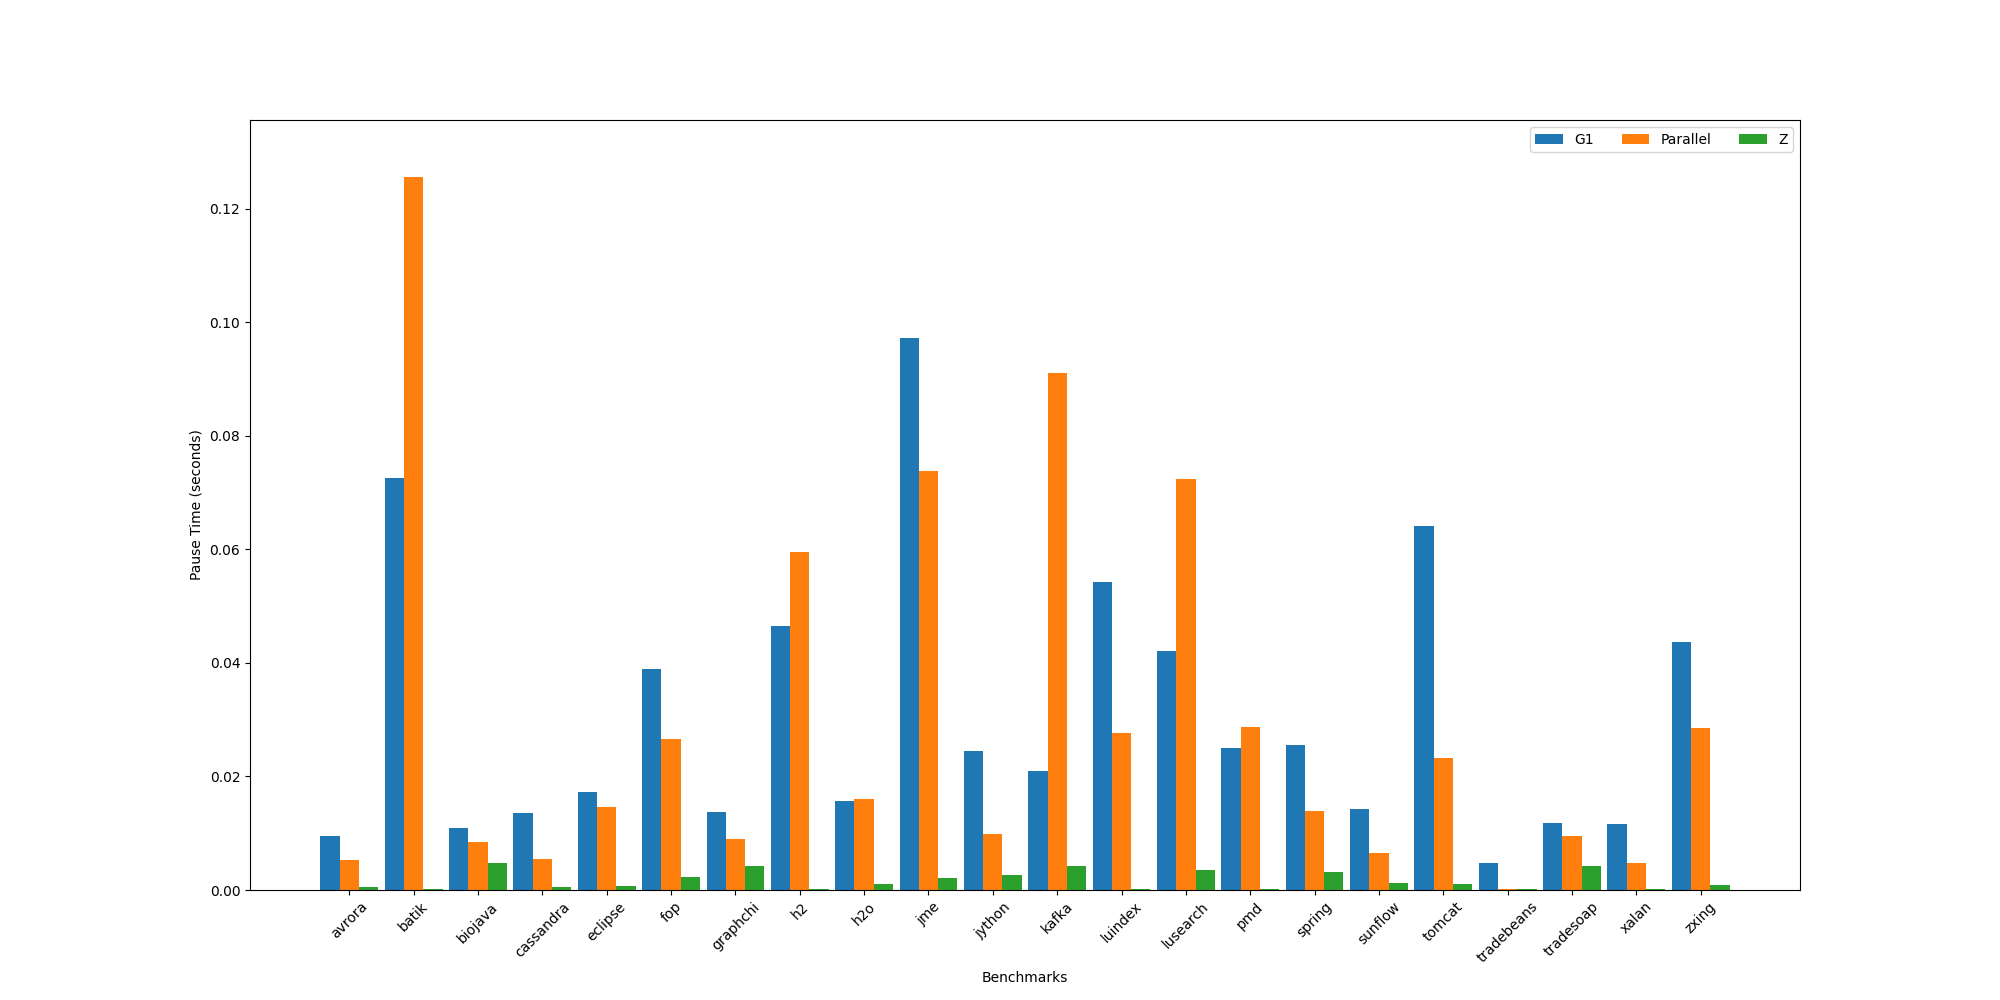 G1 Parallel Z
0.12
0.10
0.08
0.06
0.04
0.02
0.00
Pause Time (seconds)
avrora batik biojava cassandra eclipse fop graphchi h2 h2o jme jython kafka luindex lusearch pmd spring sunflow tomcat tradebeans tradesoap xalan zxing
Benchmarks